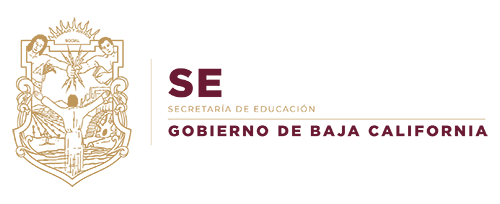 SE
SECRETARÍA DE EDUCACIÓN
GOBIERNO DE BAJA CALIFORNIA